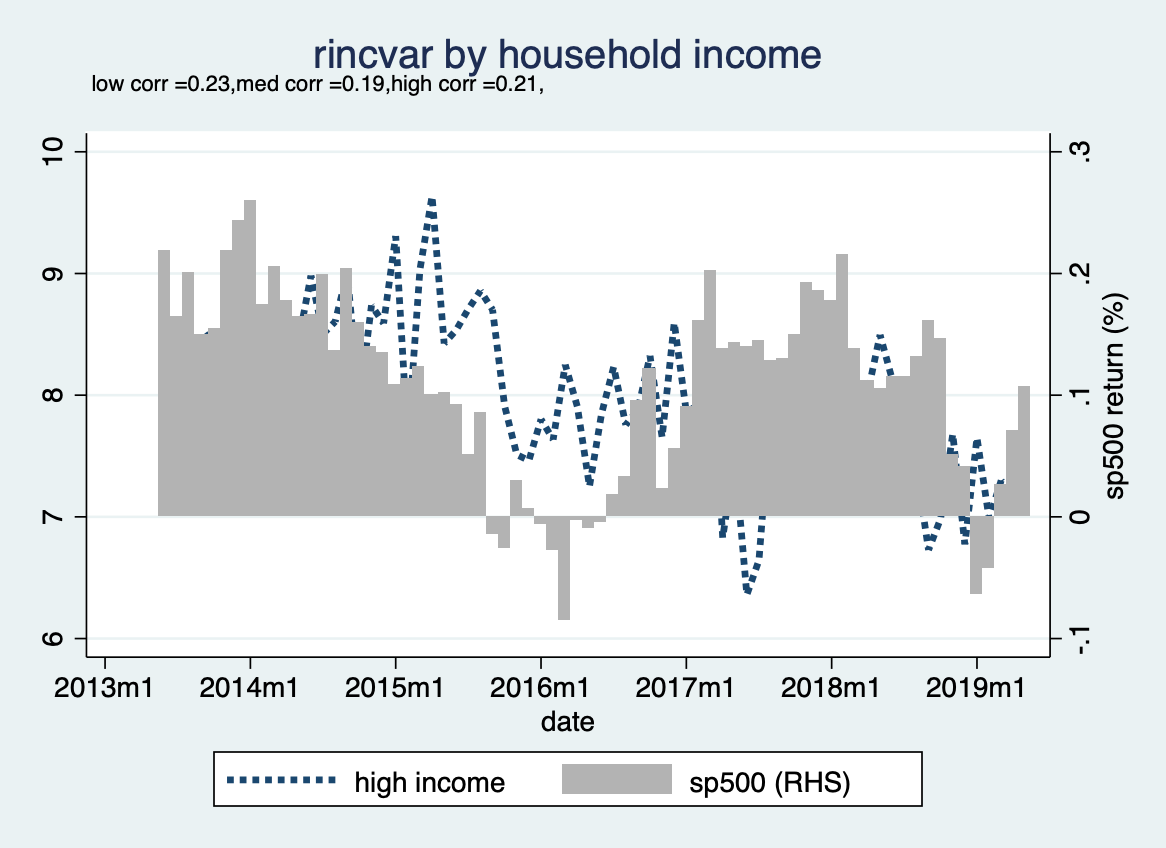 rincvar by household income
low corr =0.23,med corr =0.19,high corr =0.21,
10
9
8
7
6
.3
.2
.1
0
-.1
sp500 return (%)
2013m1 2014m1 2015m1 2016m1 2017m1 2018m1 2019m1
date
high income sp500 (RHS)